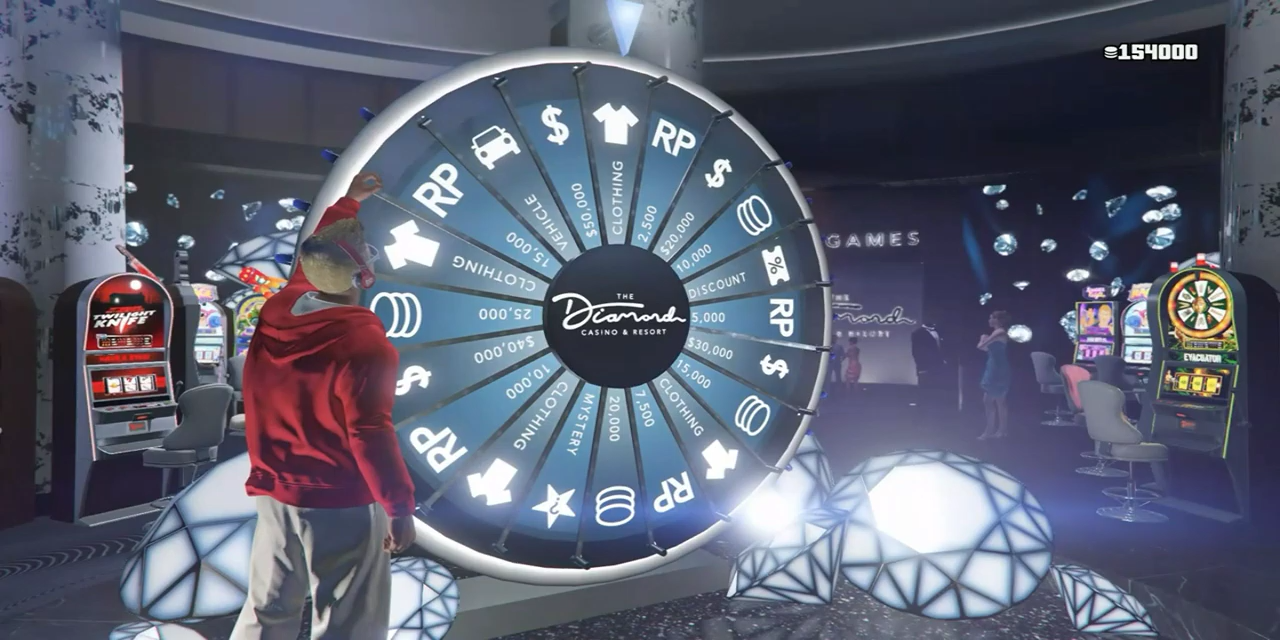 154000
CLOTHING
RP
2,500
$
$20,000
10,000
%
DISCOUNT
RP
5,000
$
$30,000
15,000
CLOTHING
RP
7,500
20,000
?
MYSTERY
CLOTHING
RP
10,000
$
$40,000
25,000
CLOTHING
RP
15,000
VEHICLE
$
$50,000
THE
Diamond
CASINO & RESORT
GAMES
THE
TWILIGHT
KNIFE
EVACUATOR